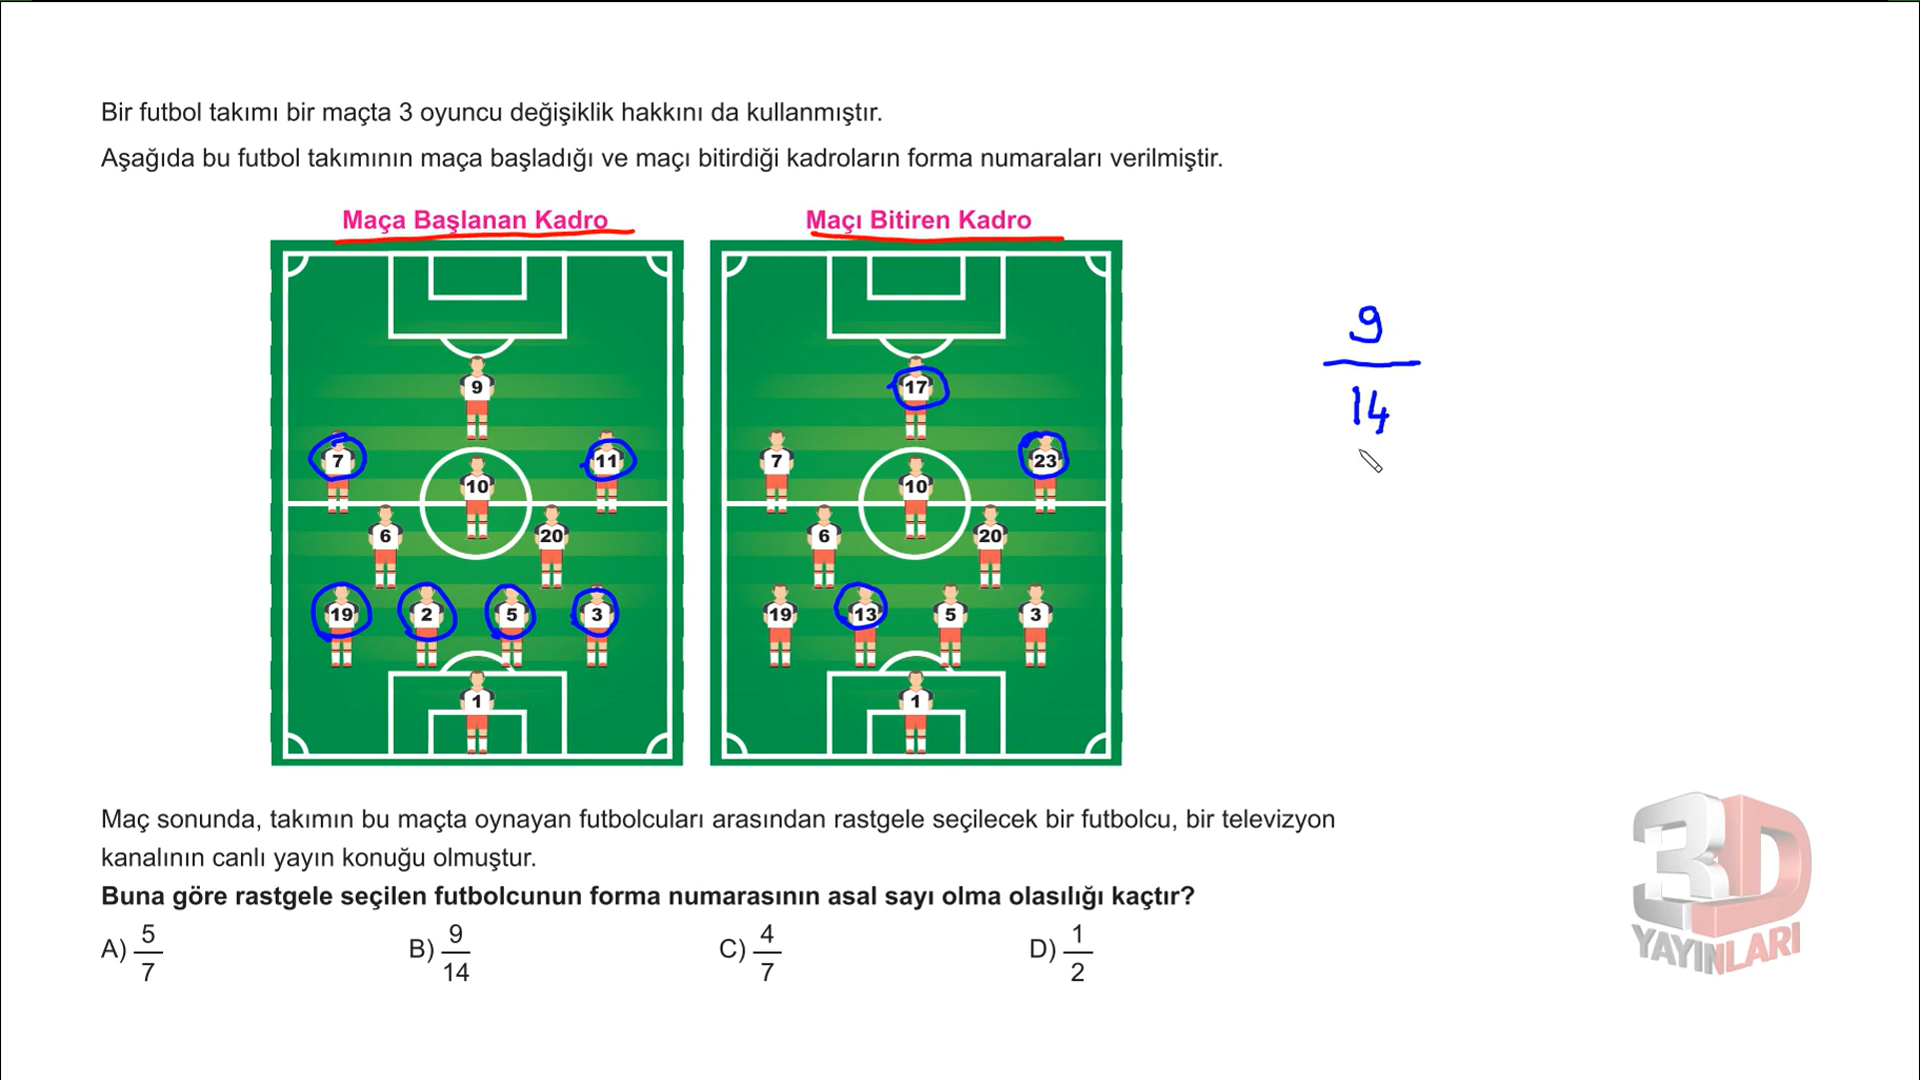 Bir futbol takımı bir maçta 3 oyuncu değişiklik hakkını da kullanmıştır.
Aşağıda bu futbol takımının maça başladığı ve maçı bitirdiği kadroların forma numaraları verilmiştir.
Maça Başlanan Kadro
9
7
11
10
6
20
19
2
5
3
1
Maçı Bitiren Kadro
17
7
23
10
6
20
19
13
5
3
1
9
14
Maç sonunda, takımın bu maçta oynayan futbolcuları arasından rastgele seçilecek bir futbolcu, bir televizyon
kanalının canlı yayın konuğu olmuştur.
Buna göre rastgele seçilen futbolcunun forma numarasının asal sayı olma olasılığı kaçtır?
A) 5/7 B) 9/14 C) 4/7 D) 1/2
3D
YAYINLARI